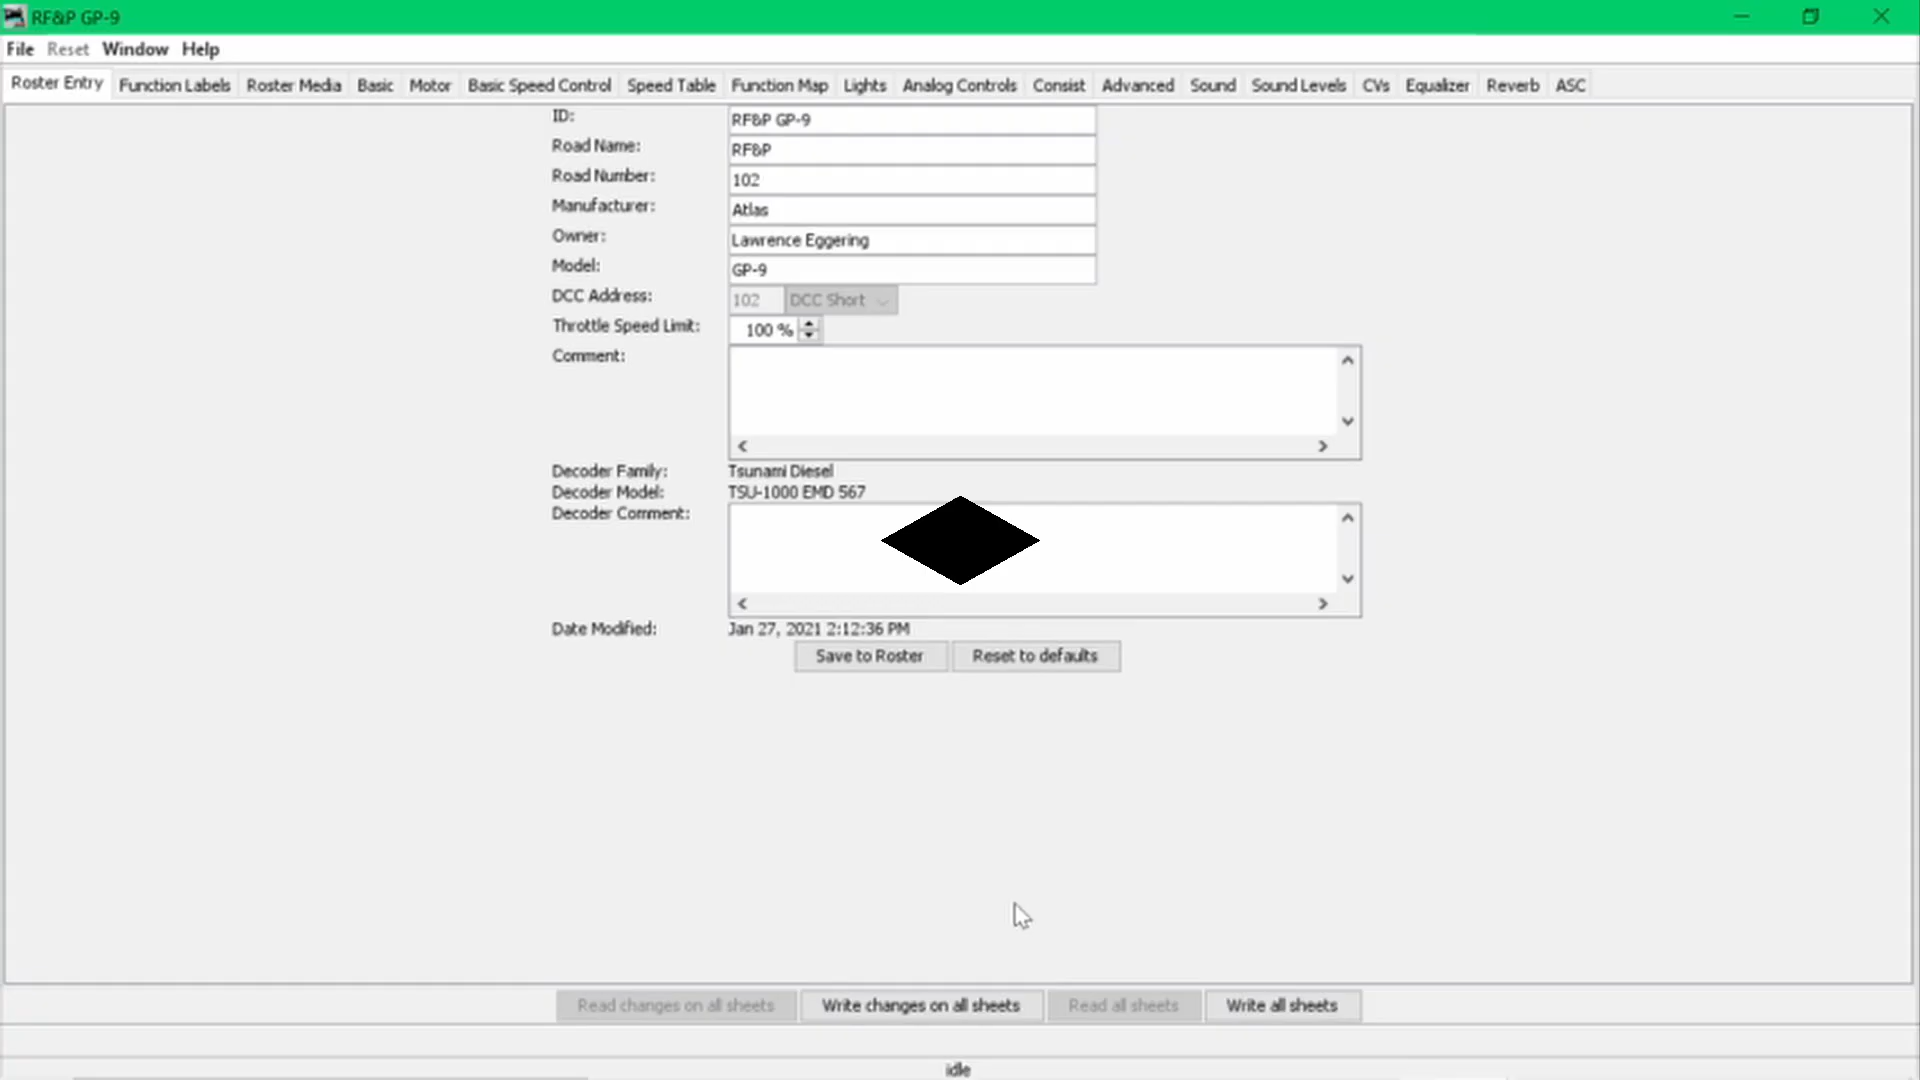 RF&P GP-9
File Reset Window Help
Roster Entry Function Labels Roster Media Basic Motor Basic Speed Control Speed Table Function Map Lights Analog Controls Consist Advanced Sound Sound Levels CVs Equalizer Reverb ASC
ID: RF&P GP-9
Road Name: RF&P
Road Number: 102
Manufacturer: Atlas
Owner: Lawrence Eggering
Model: GP-9
DCC Address: 102 DCC Short
Throttle Speed Limit: 100 %
Comment:
Decoder Family: Tsunami Diesel
Decoder Model: TSU-1000 EMD 567
Decoder Comment:
Date Modified: Jan 27, 2021 2:12:36 PM
Save to Roster Reset to defaults
Read changes on all sheets Write changes on all sheets Read all sheets Write all sheets
idle